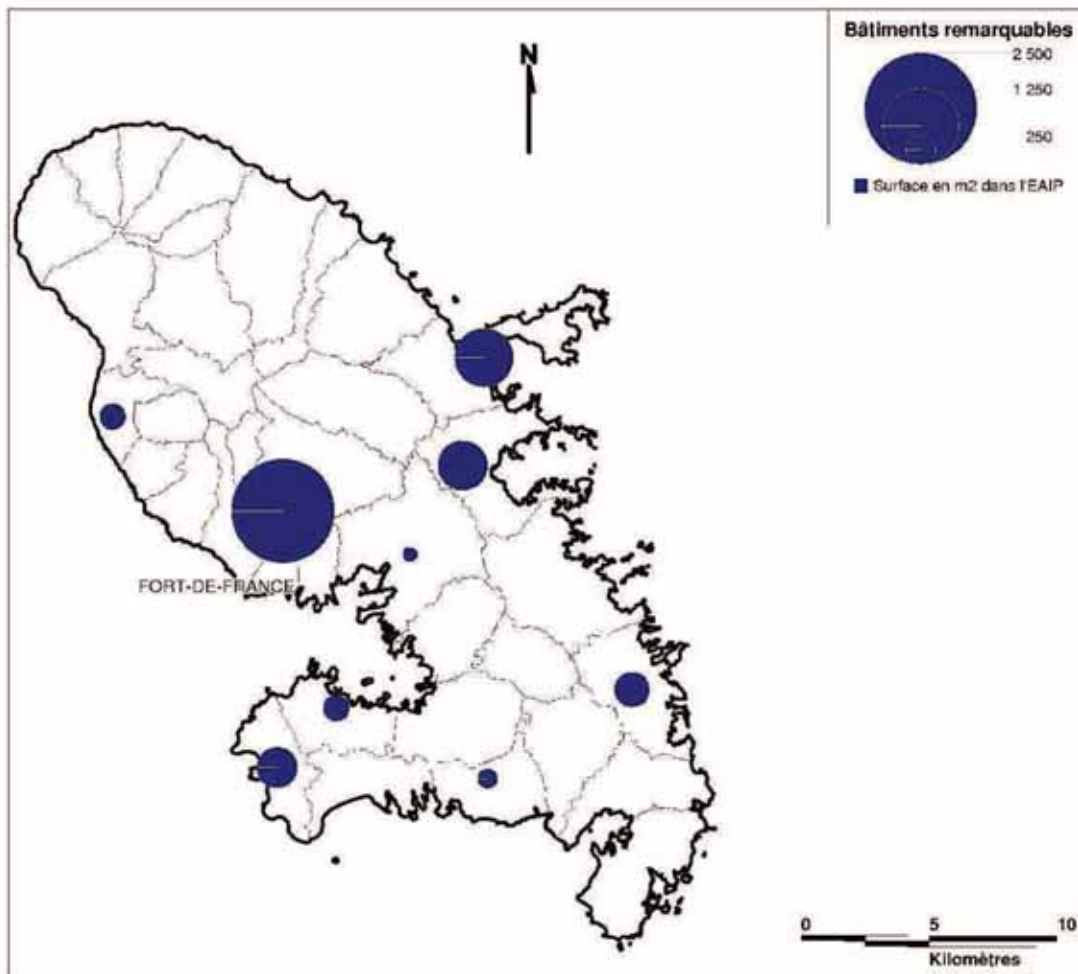 Bâtiments remarquables
2 500
1 250
250
Surface en m2 dans l'EAIP
N
FORT-DE-FRANCE
0 5 10
Kilomètres